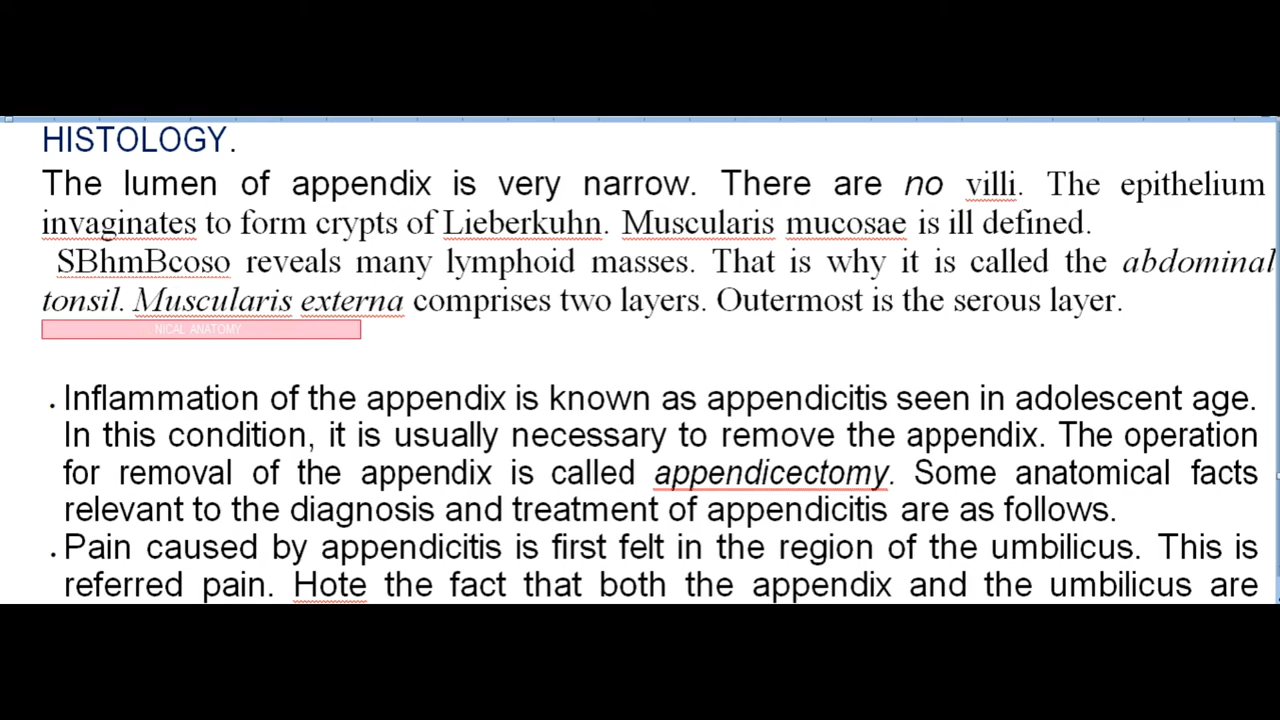 HISTOLOGY.
The lumen of appendix is very narrow. There are no villi. The epithelium
invaginates to form crypts of Lieberkuhn. Muscularis mucosae is ill defined.
SBhmBcoso reveals many lymphoid masses. That is why it is called the abdominal
tonsil. Muscularis externa comprises two layers. Outermost is the serous layer.
NICAL ANATOMY
. Inflammation of the appendix is known as appendicitis seen in adolescent age.
In this condition, it is usually necessary to remove the appendix. The operation
for removal of the appendix is called appendicectomy. Some anatomical facts
relevant to the diagnosis and treatment of appendicitis are as follows.
. Pain caused by appendicitis is first felt in the region of the umbilicus. This is
referred pain. Hote the fact that both the appendix and the umbilicus are